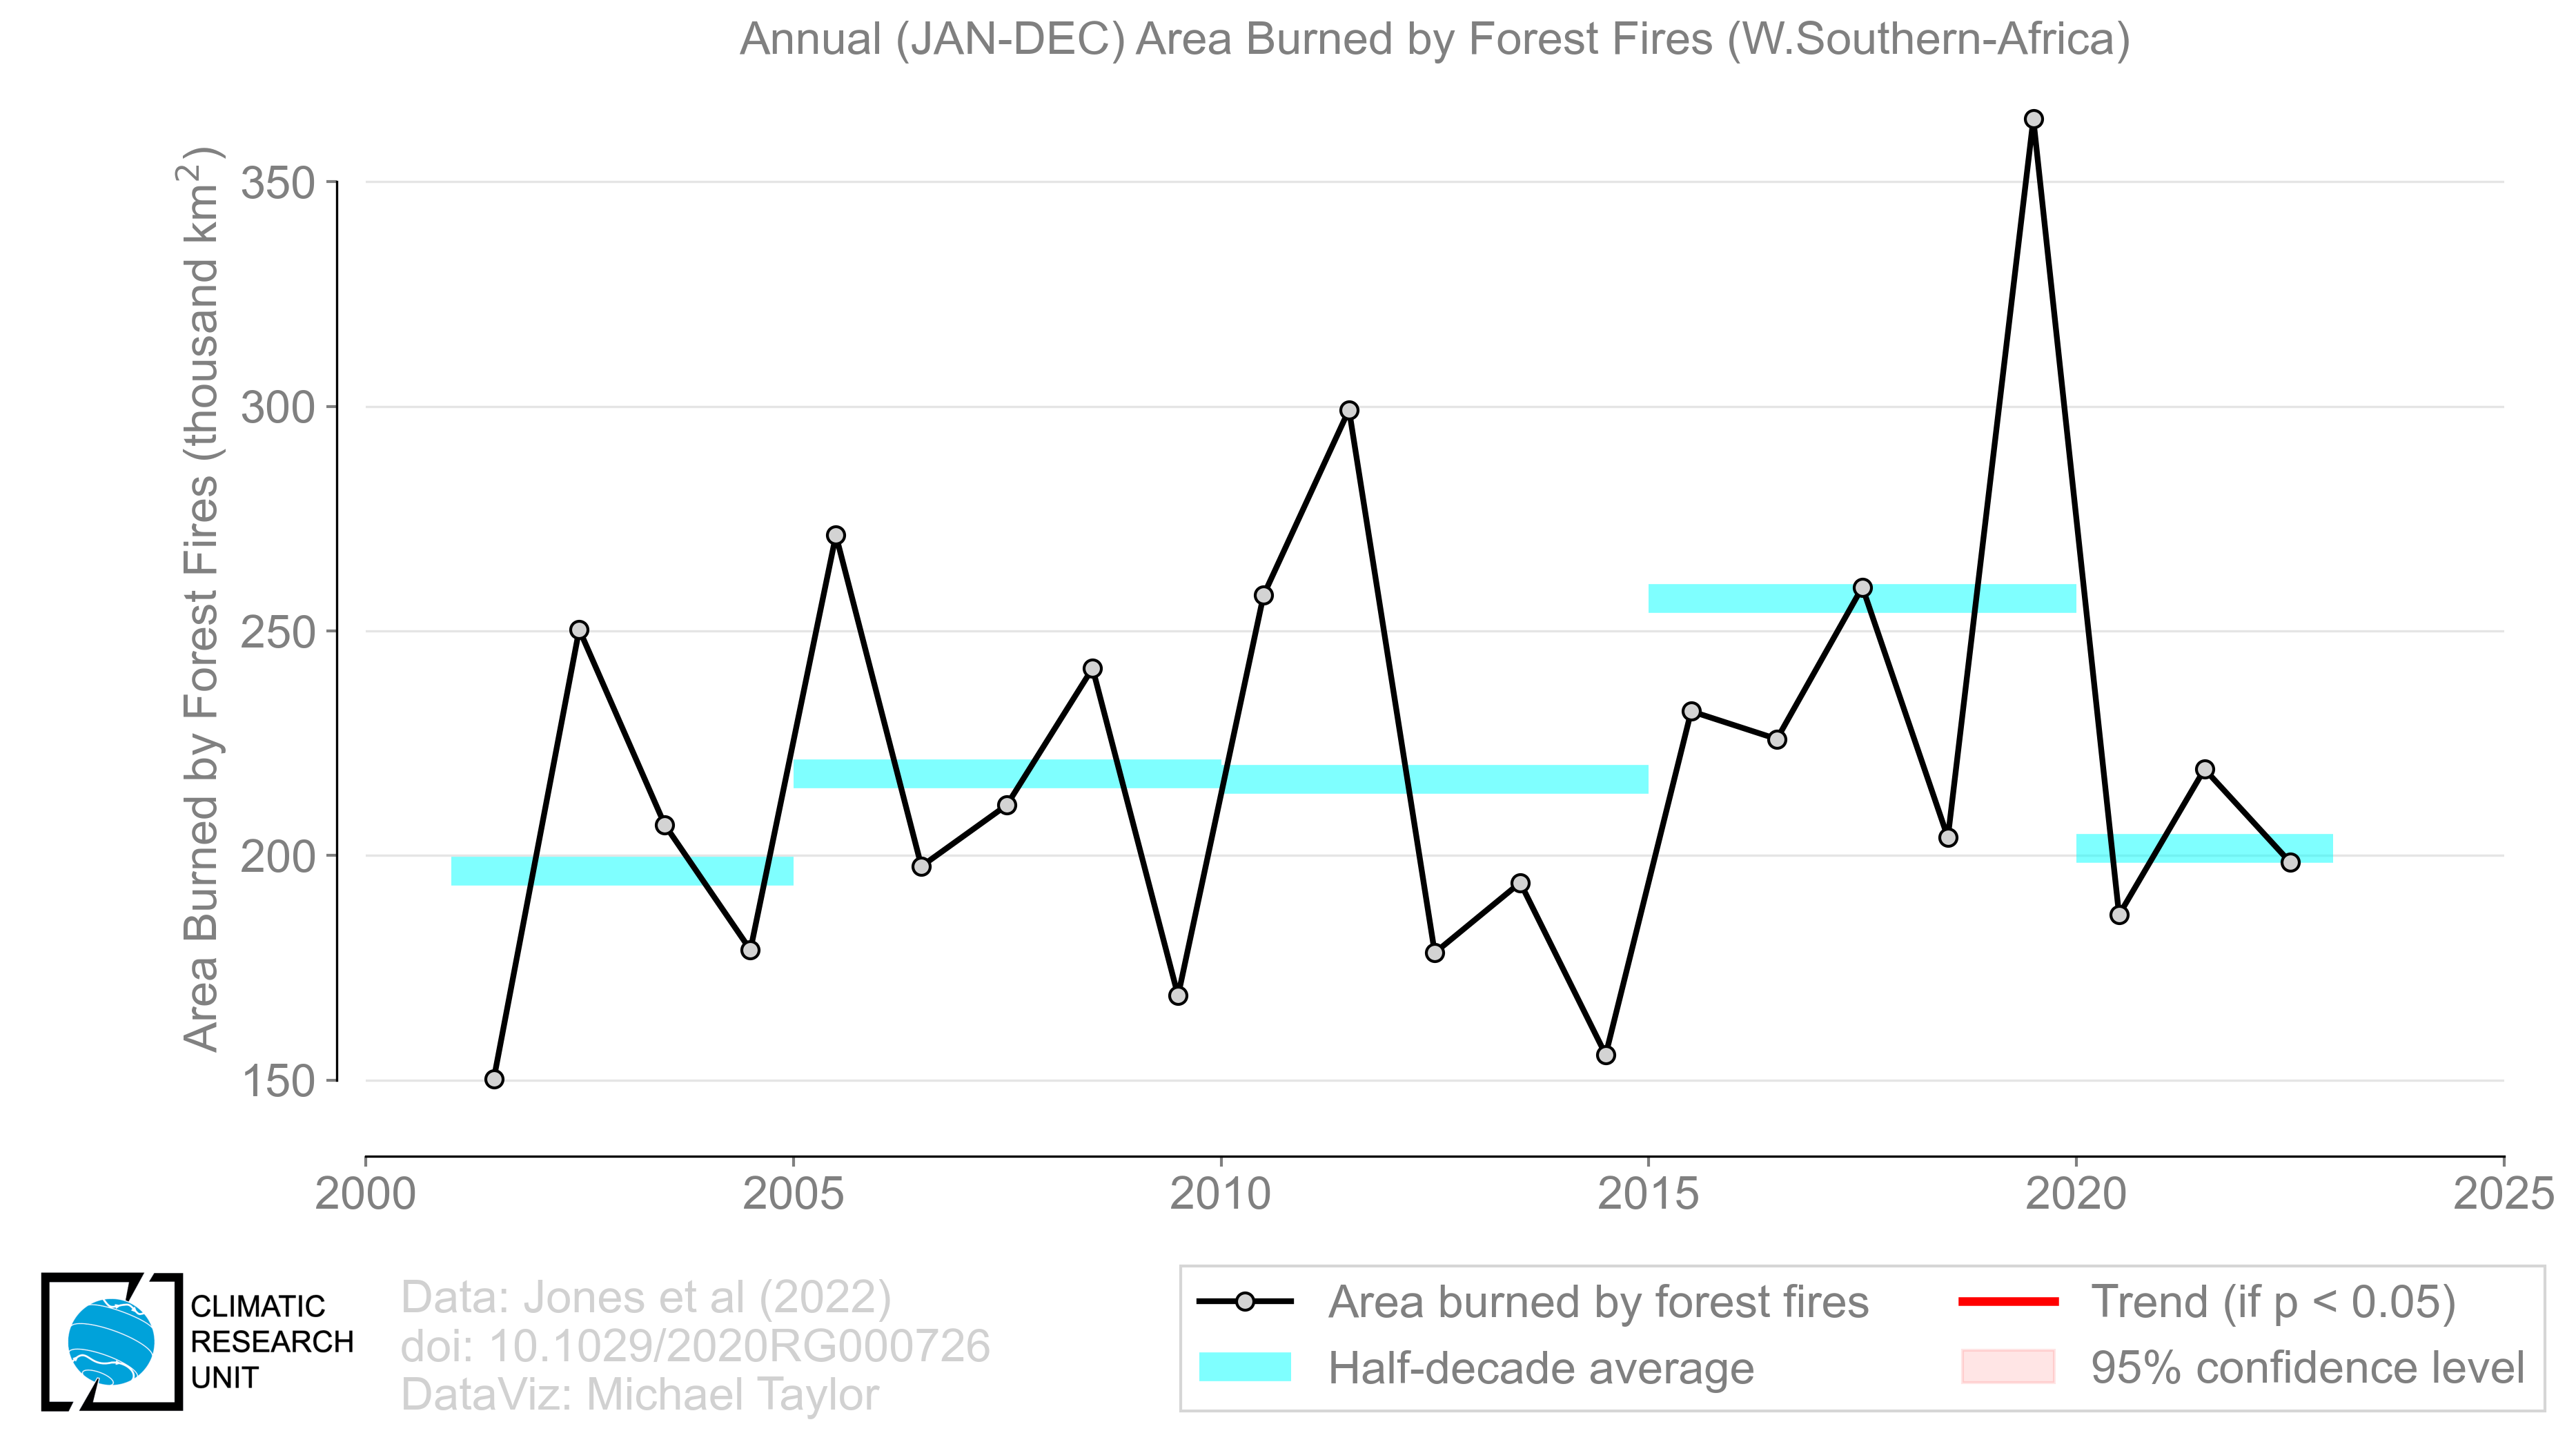 Annual (JAN-DEC) Area Burned by Forest Fires (W.Southern-Africa)
Area Burned by Forest Fires (thousand km²)
350
300
250
200
150
2000 2005 2010 2015 2020 2025
CLIMATIC
RESEARCH
UNIT
Data: Jones et al (2022)
doi: 10.1029/2020RG000726
DataViz: Michael Taylor
Area burned by forest fires
Half-decade average
Trend (if p < 0.05)
95% confidence level